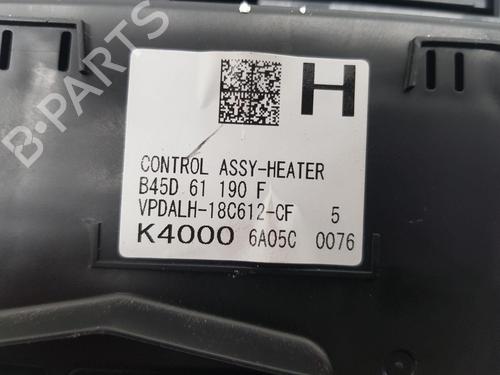 H
CONTROL ASSY-HEATER
B45D 61 190 F
VPDALH-18C612-CF 5
K4000 6A05C 0076
B-PARTS